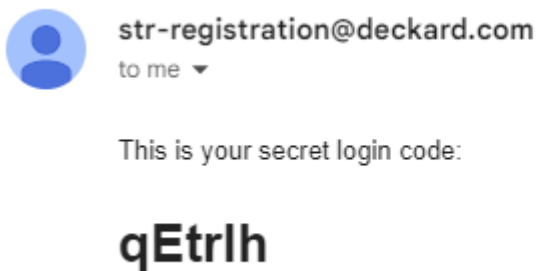 str-registration@deckard.com
to me
This is your secret login code:
qEtrlh